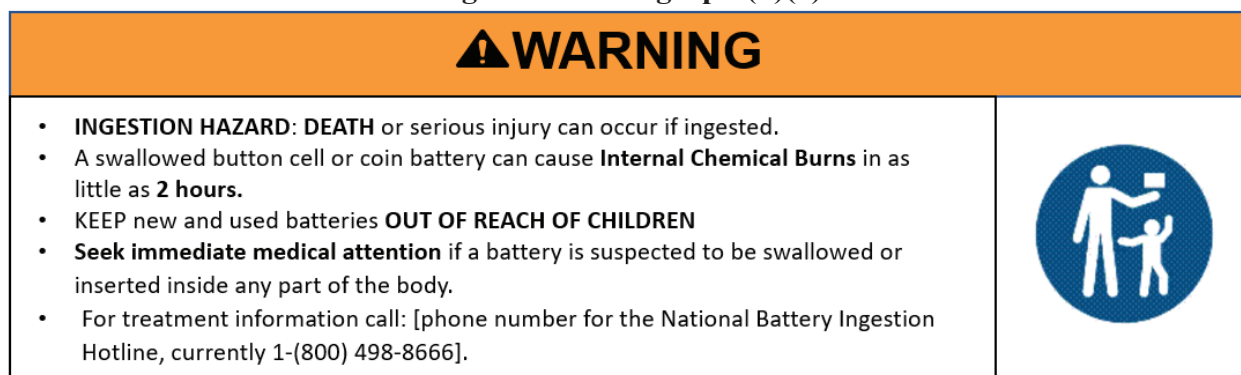 WARNING
• INGESTION HAZARD: DEATH or serious injury can occur if ingested.
• A swallowed button cell or coin battery can cause Internal Chemical Burns in as
little as 2 hours.
• KEEP new and used batteries OUT OF REACH OF CHILDREN
• Seek immediate medical attention if a battery is suspected to be swallowed or
inserted inside any part of the body.
• For treatment information call: [phone number for the National Battery Ingestion
Hotline, currently 1-(800) 498-8666].